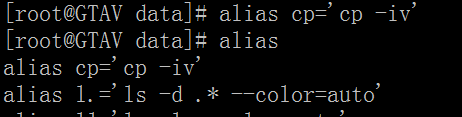 [root@GTAV data]# alias cp='cp -iv'
[root@GTAV data]# alias
alias cp='cp -iv'
alias l.='ls -d .* --color=auto'